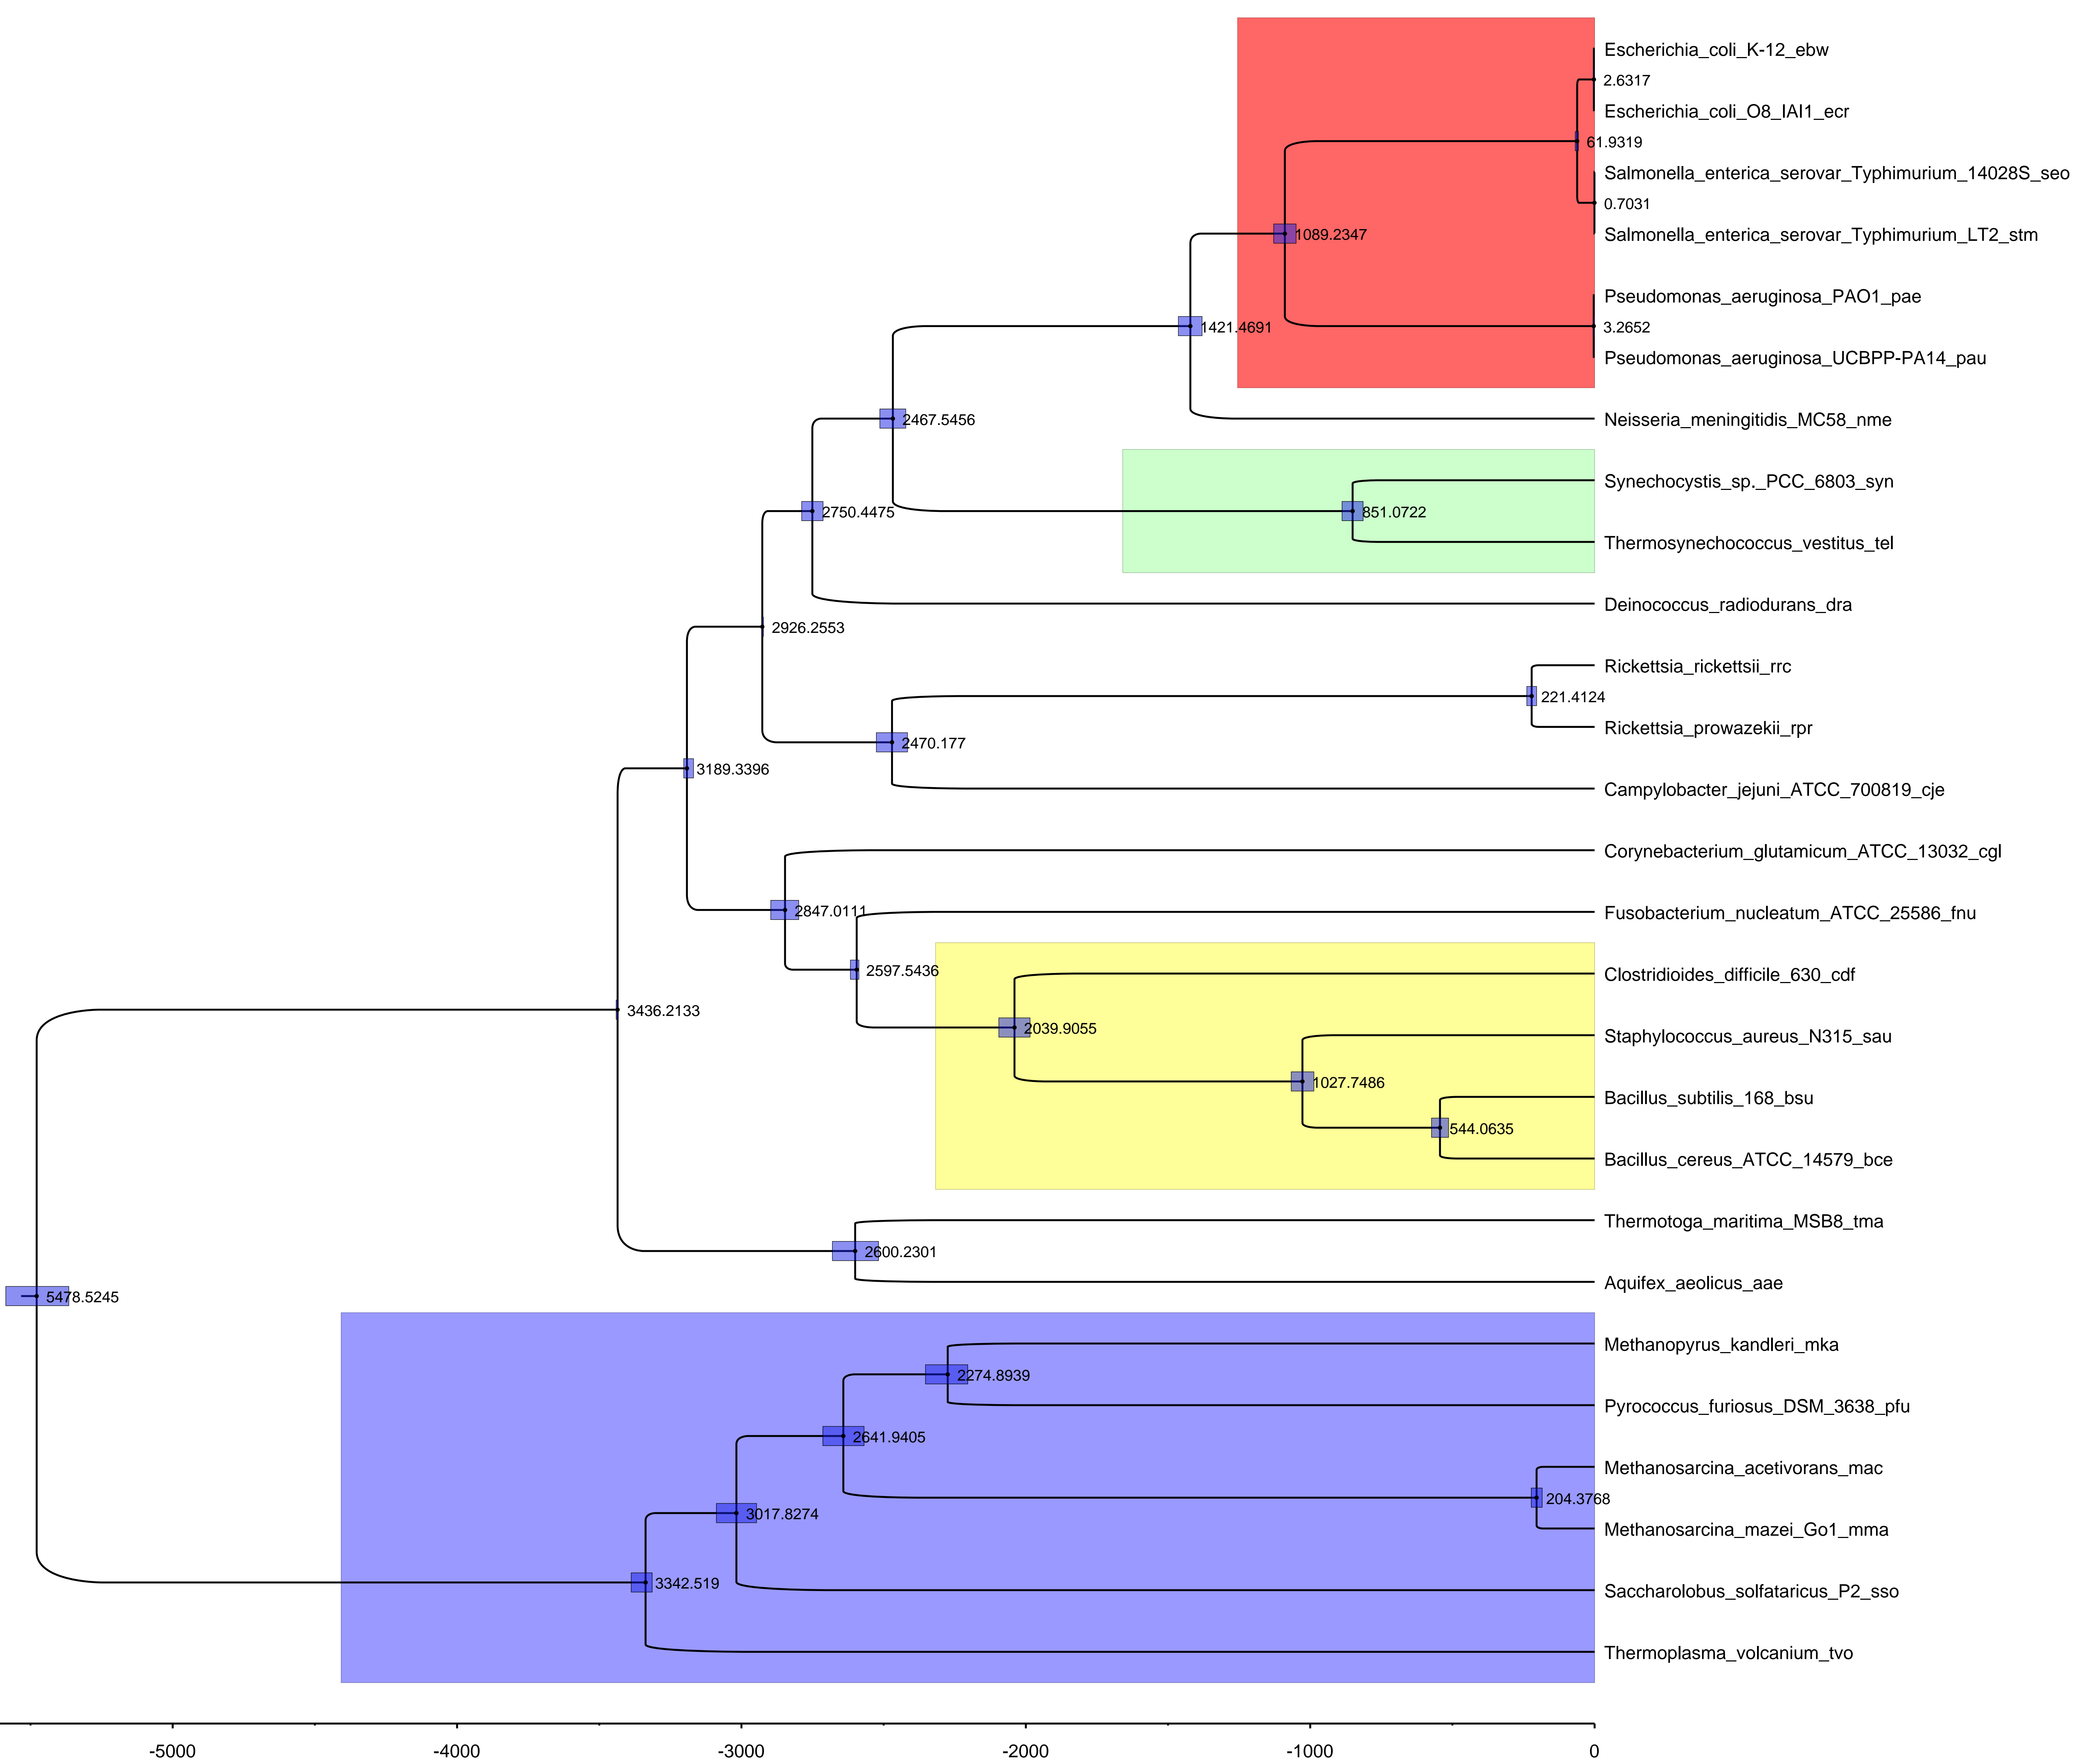 Escherichia_coli_K-12_ebw
2.6317
Escherichia_coli_O8_IAI1_ecr
61.9319
Salmonella_enterica_serovar_Typhimurium_14028S_seo
0.7031
Salmonella_enterica_serovar_Typhimurium_LT2_stm
1089.2347
Pseudomonas_aeruginosa_PAO1_pae
3.2652
1421.4691
Pseudomonas_aeruginosa_UCBPP-PA14_pau
2467.5456
Neisseria_meningitidis_MC58_nme
Synechocystis_sp._PCC_6803_syn
2750.4475
851.0722
Thermosynechococcus_vestitus_tel
Deinococcus_radiodurans_dra
2926.2553
Rickettsia_rickettsii_rrc
221.4124
Rickettsia_prowazekii_rpr
2470.177
3189.3396
Campylobacter_jejuni_ATCC_700819_cje
Corynebacterium_glutamicum_ATCC_13032_cgl
2847.0111
Fusobacterium_nucleatum_ATCC_25586_fnu
2597.5436
Clostridioides_difficile_630_cdf
3436.2133
2039.9055
Staphylococcus_aureus_N315_sau
1027.7486
Bacillus_subtilis_168_bsu
544.0635
Bacillus_cereus_ATCC_14579_bce
Thermotoga_maritima_MSB8_tma
2600.2301
Aquifex_aeolicus_aae
5478.5245
Methanopyrus_kandleri_mka
2274.8939
Pyrococcus_furiosus_DSM_3638_pfu
2641.9405
Methanosarcina_acetivorans_mac
204.3768
3017.8274
Methanosarcina_mazei_Go1_mma
3342.519
Saccharolobus_solfataricus_P2_sso
Thermoplasma_volcanium_tvo
-5000 -4000 -3000 -2000 -1000 0